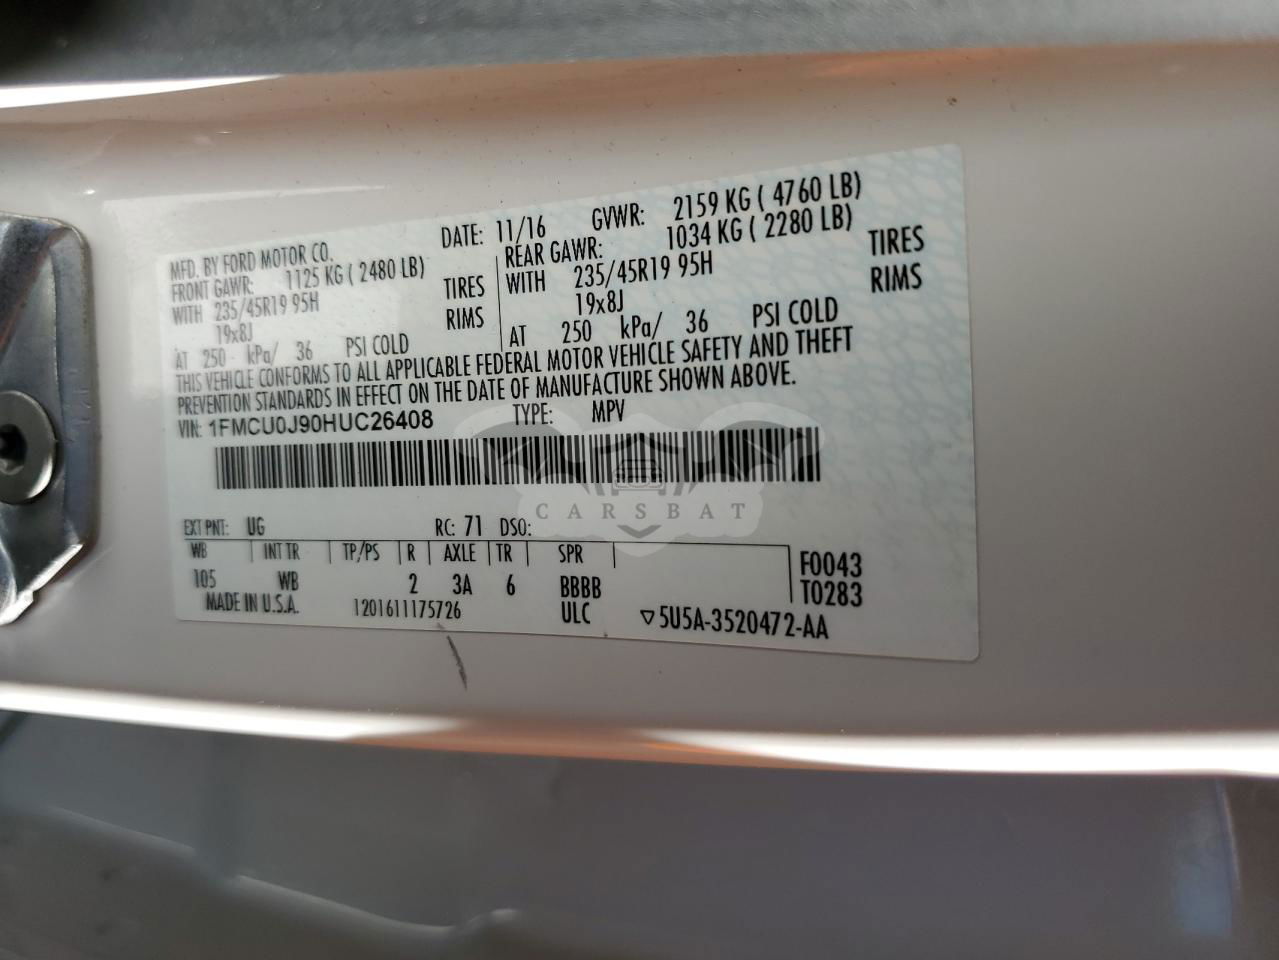 MFD. BY FORD MOTOR CO. DATE: 11/16 GVWR: 2159 KG ( 4760 LB)
FRONT GAWR: 1125 KG ( 2480 LB) REAR GAWR: 1034 KG ( 2280 LB)
WITH 235/45R19 95H TIRES WITH 235/45R19 95H TIRES
19x8J RIMS 19x8J RIMS
AT 250 kPa/ 36 PSI COLD AT 250 kPa/ 36 PSI COLD
THIS VEHICLE CONFORMS TO ALL APPLICABLE FEDERAL MOTOR VEHICLE SAFETY AND THEFT
PREVENTION STANDARDS IN EFFECT ON THE DATE OF MANUFACTURE SHOWN ABOVE.
VIN: 1FMCU0J90HUC26408 TYPE: MPV
CARSBAT
EXT PNT: UG RC: 71 DSO:
WB INT TR TP/PS R AXLE TR SPR
105 WB 2 3A 6 BBBB F0043
T0283
MADE IN U.S.A. 1201611175726 ULC ▽5U5A-3520472-AA